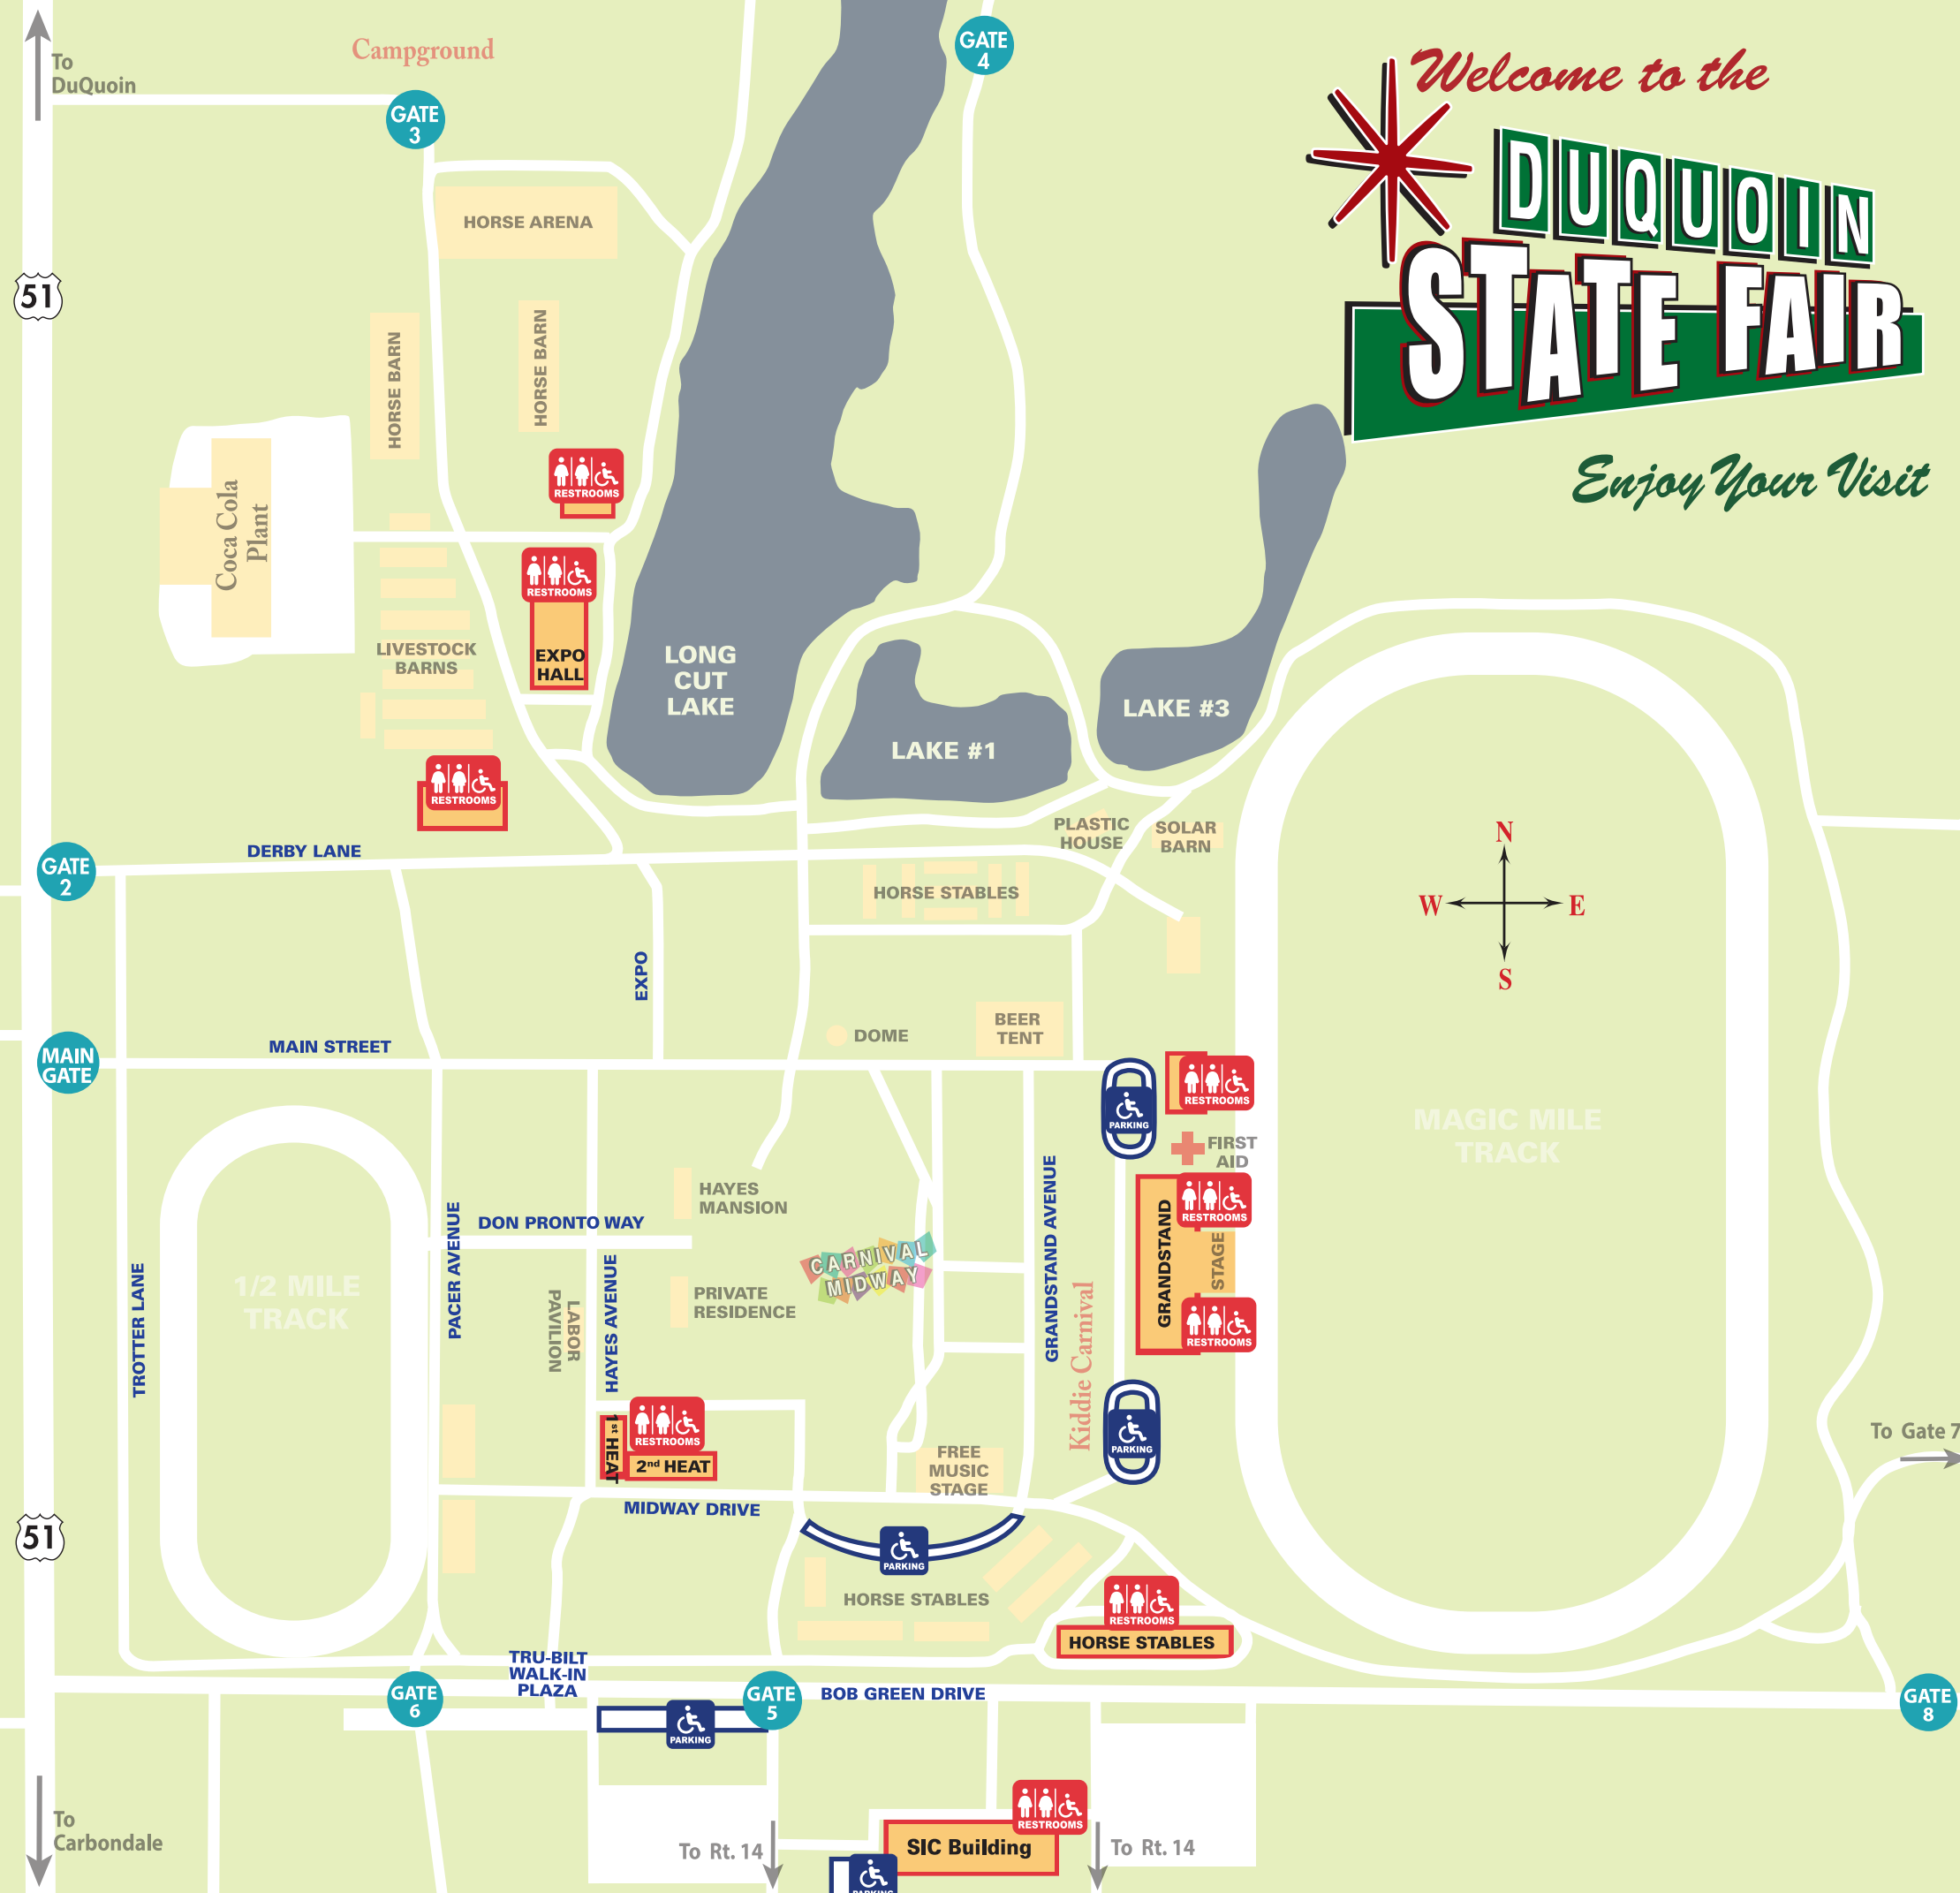 To
DuQuoin
Campground
GATE
3
GATE
4
Welcome to the
DUQUOIN
STATE FAIR
Enjoy Your Visit
HORSE ARENA
51
HORSE BARN
HORSE BARN
RESTROOMS
Coca Cola
Plant
RESTROOMS
EXPO
HALL
LIVESTOCK
BARNS
LONG
CUT
LAKE
LAKE #1
LAKE #3
RESTROOMS
PLASTIC
HOUSE
SOLAR
BARN
GATE
2
DERBY LANE
HORSE STABLES
N
W
E
S
EXPO
MAIN
GATE
MAIN STREET
DOME
BEER
TENT
PARKING
RESTROOMS
FIRST
AID
MAGIC MILE
TRACK
HAYES
MANSION
DON PRONTO WAY
PACER AVENUE
TROTTER LANE
1/2 MILE
TRACK
LABOR
PAVILION
HAYES AVENUE
PRIVATE
RESIDENCE
CARNIVAL
MIDWAY
GRANDSTAND AVENUE
Kiddie Carnival
GRANDSTAND
RESTROOMS
STAGE
RESTROOMS
PARKING
1st HEAT
RESTROOMS
2nd HEAT
FREE
MUSIC
STAGE
To Gate 7
MIDWAY DRIVE
51
PARKING
HORSE STABLES
RESTROOMS
HORSE STABLES
TRU-BILT
WALK-IN
PLAZA
GATE
6
GATE
5
BOB GREEN DRIVE
GATE
8
PARKING
To
Carbondale
To Rt. 14
RESTROOMS
SIC Building
To Rt. 14
PARKING